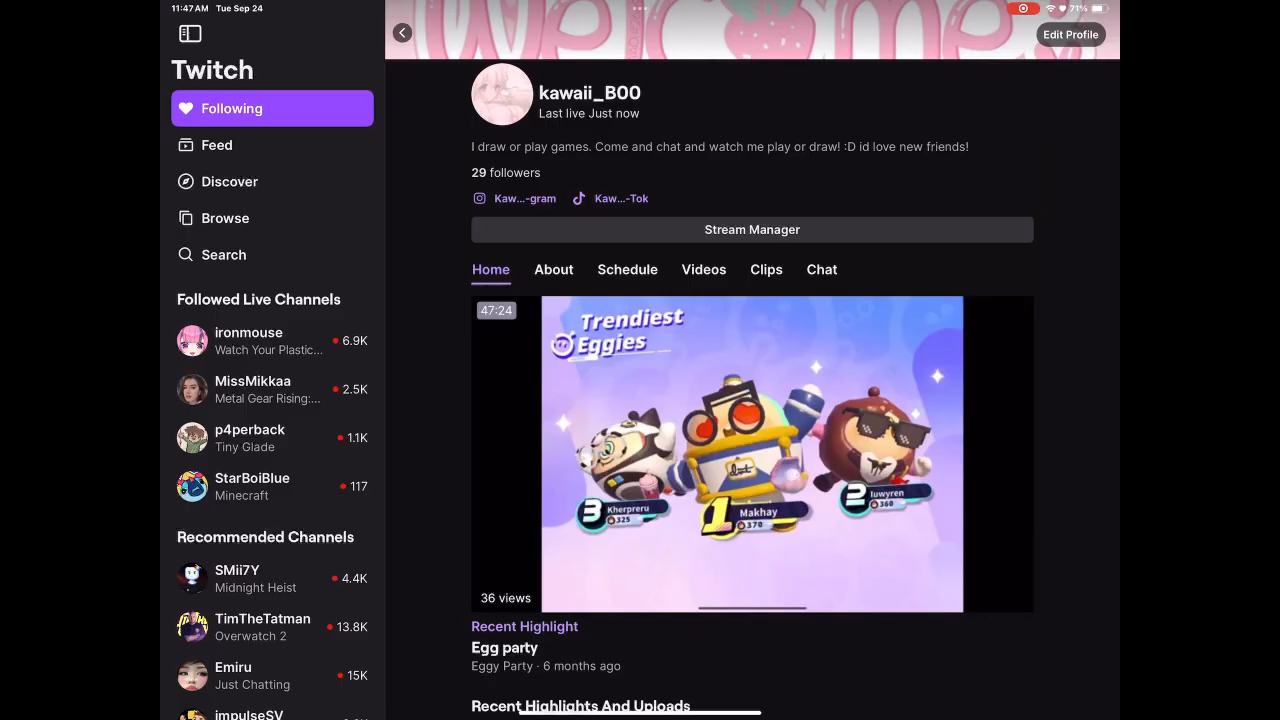 11:47 AM Tue Sep 24
71%
Welcome
Edit Profile
Twitch
Following
Feed
Discover
Browse
Search
Followed Live Channels
ironmouse
Watch Your Plastic...
6.9K
MissMikkaa
Metal Gear Rising:...
2.5K
p4perback
Tiny Glade
1.1K
StarBoiBlue
Minecraft
117
Recommended Channels
SMii7Y
Midnight Heist
4.4K
TimTheTatman
Overwatch 2
13.8K
Emiru
Just Chatting
15K
impulseSV
kawaii_B00
Last live Just now
I draw or play games. Come and chat and watch me play or draw! :D id love new friends!
29 followers
Kaw...-gram
Kaw...-Tok
Stream Manager
Home
About
Schedule
Videos
Clips
Chat
47:24
Trendiest
Eggies
3
Kherpreru
325
1
Makhay
370
2
luwyren
360
36 views
Recent Highlight
Egg party
Eggy Party · 6 months ago
Recent Highlights And Uploads